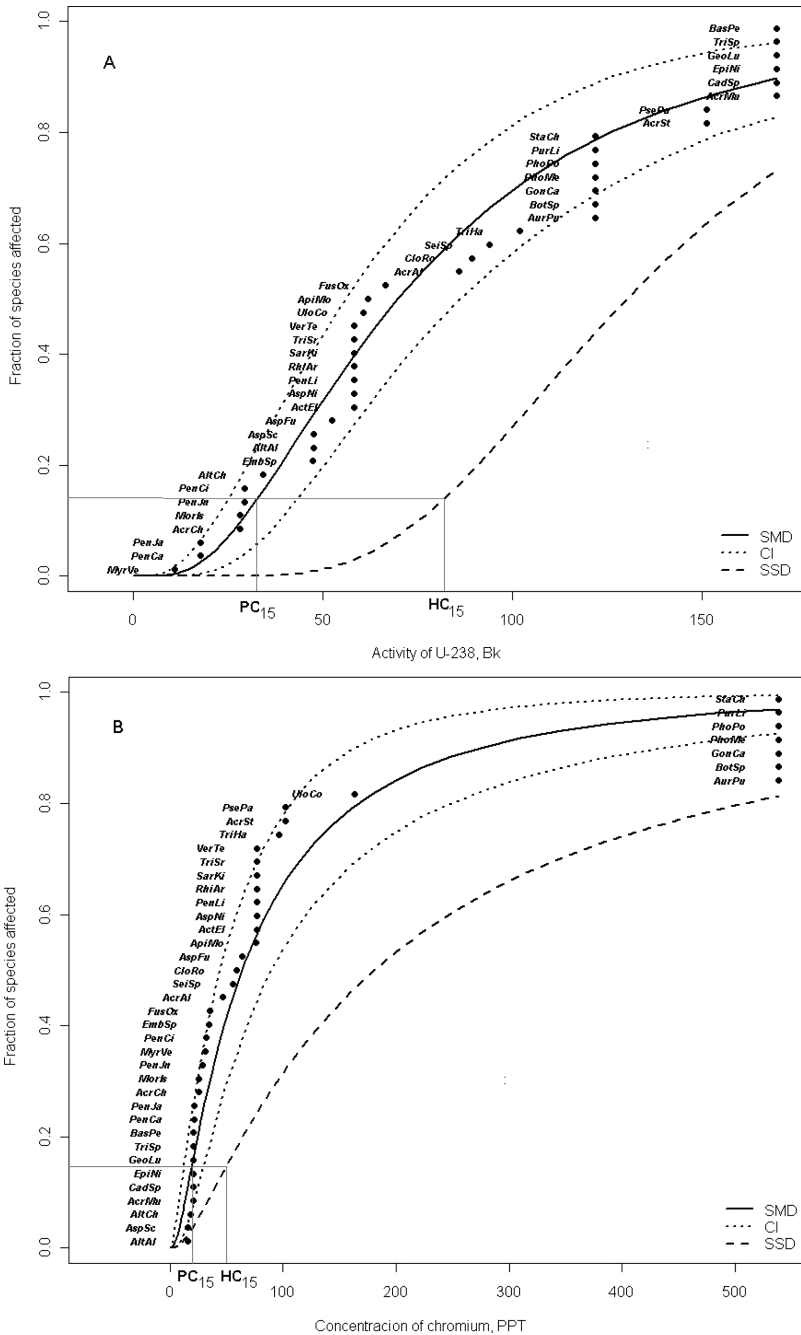 A
Fraction of species affected
1.0
0.8
0.6
0.4
0.2
0.0
BasPe
TriSp
GeoLu
EpiNi
CadSp
AcrMu
PsePa
AcrSt
StaCh
PurLi
PhoPo
PhoMe
GonCa
BotSp
AurPu
TriHa
SeiSp
CloRo
AcrAl
FusOx
ApiMo
UloCo
VerTe
TriSr
SarKi
RhiAr
PenLi
AspNi
ActEl
AspFu
AspSc
AltAl
EmbSp
AltCh
PenCi
PenJn
MorIs
AcrCh
PenJa
PenCa
MyrVe
SMD
CI
SSD
0 50 100 150
PC15 HC15
Activity of U-238, Bk
B
Fraction of species affected
1.0
0.8
0.6
0.4
0.2
0.0
StaCh
PurLi
PhoPo
PhoMe
GonCa
BotSp
AurPu
UloCo
PsePa
AcrSt
TriHa
VerTe
TriSr
SarKi
RhiAr
PenLi
AspNi
ActEl
ApiMo
AspFu
CloRo
SeiSp
AcrAl
FusOx
EmbSp
PenCi
MyrVe
PenJn
MorIs
AcrCh
PenJa
PenCa
BasPe
TriSp
GeoLu
EpiNi
CadSp
AcrMu
AltCh
AspSc
AltAl
SMD
CI
SSD
0 100 200 300 400 500
PC15 HC15
Concentracion of chromium, PPT